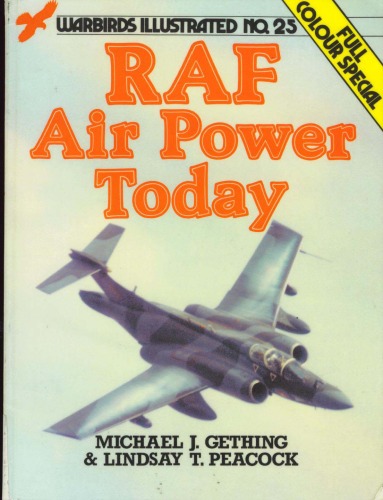 WARBIRDS ILLUSTRATED NO. 25
FULL
COLOUR SPECIAL
RAF
Air Power
Today
MICHAEL J. GETHING
& LINDSAY T. PEACOCK